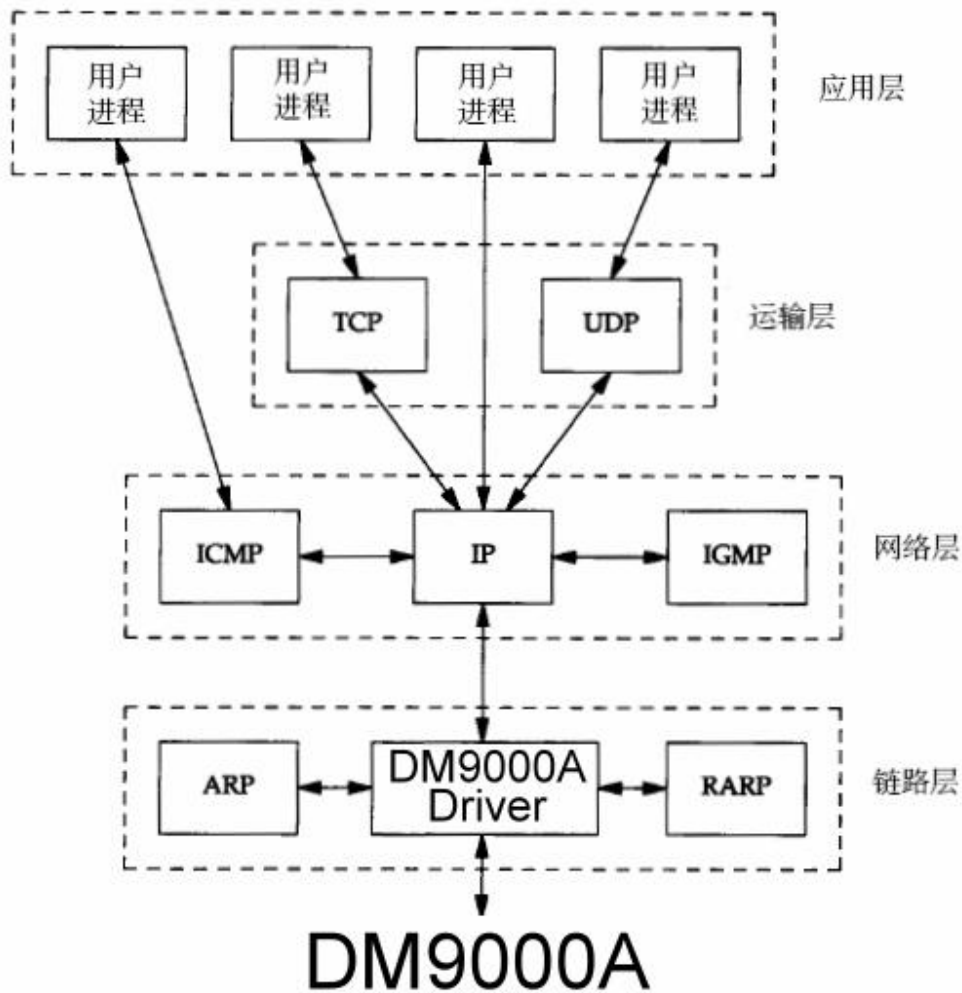 用户
进程
用户
进程
用户
进程
用户
进程
应用层
TCP
UDP
运输层
ICMP
IP
IGMP
网络层
ARP
DM9000A
Driver
RARP
链路层
DM9000A